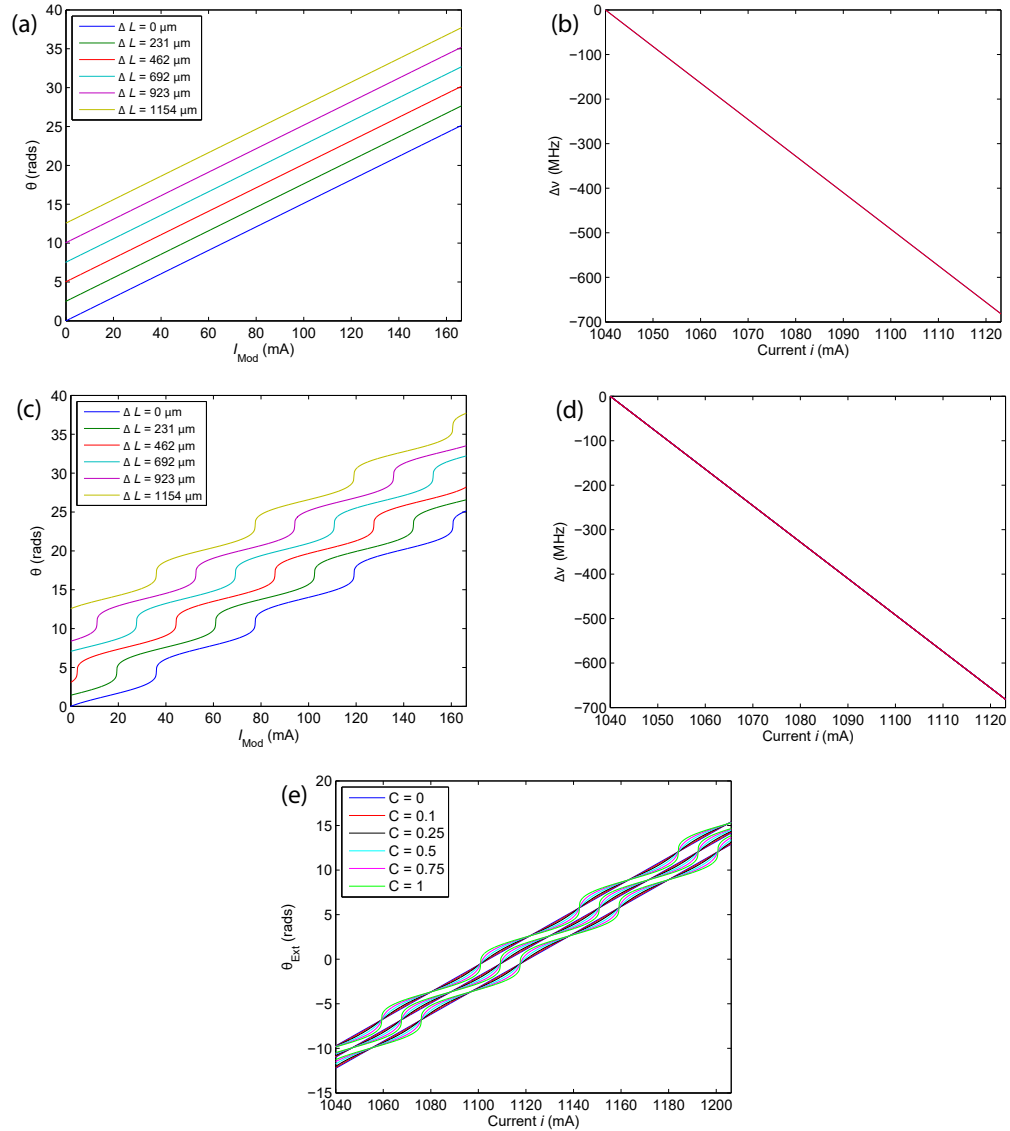 (a)
40
35
30
25
20
15
10
5
0
θ (rads)
Δ L = 0 μm
Δ L = 231 μm
Δ L = 462 μm
Δ L = 692 μm
Δ L = 923 μm
Δ L = 1154 μm
0 20 40 60 80 100 120 140 160
I_Mod (mA)
(b)
0
−100
−200
−300
−400
−500
−600
−700
Δν (MHz)
1040 1050 1060 1070 1080 1090 1100 1110 1120
Current i (mA)
(c)
40
35
30
25
20
15
10
5
0
θ (rads)
Δ L = 0 μm
Δ L = 231 μm
Δ L = 462 μm
Δ L = 692 μm
Δ L = 923 μm
Δ L = 1154 μm
0 20 40 60 80 100 120 140 160
I_Mod (mA)
(d)
0
−100
−200
−300
−400
−500
−600
−700
Δν (MHz)
1040 1050 1060 1070 1080 1090 1100 1110 1120
Current i (mA)
(e)
20
15
10
5
0
−5
−10
−15
θ_Ext (rads)
C = 0
C = 0.1
C = 0.25
C = 0.5
C = 0.75
C = 1
1040 1060 1080 1100 1120 1140 1160 1180 1200
Current i (mA)